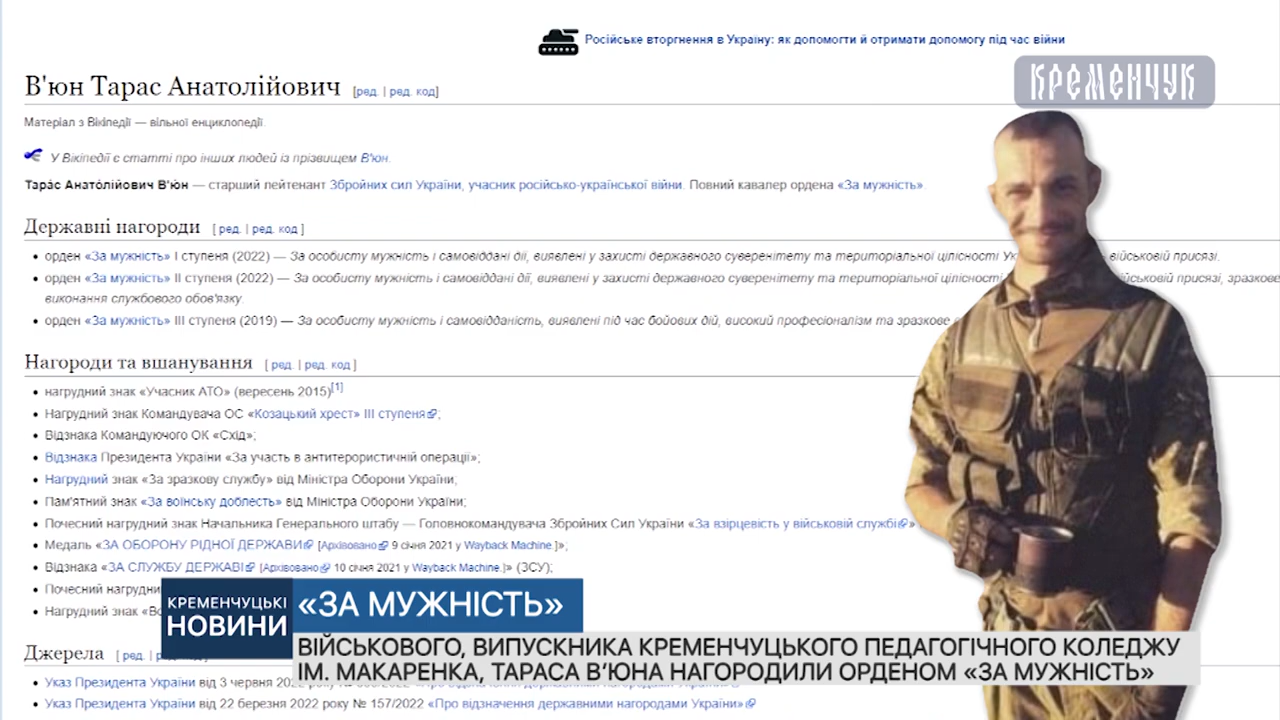 Російське вторгнення в Україну: як допомогти й отримати допомогу під час війни
КРЕМЕНЧУК
В'юн Тарас Анатолійович [ред. | ред. код]
Матеріал з Вікіпедії — вільної енциклопедії.
У Вікіпедії є статті про інших людей із прізвищем В'юн.
Тара́с Анато́лійович В'юн — старший лейтенант Збройних сил України, учасник російсько-української війни. Повний кавалер ордена «За мужність».
Державні нагороди [ ред. | ред. код ]
орден «За мужність» I ступеня (2022) — За особисту мужність і самовіддані дії, виявлені у захисті державного суверенітету та територіальної цілісності військовій присязі.
орден «За мужність» II ступеня (2022) — За особисту мужність і самовіддані дії, виявлені у захисті державного суверенітету та територіальної цілісності присязі, зразкове
виконання службового обов'язку.
орден «За мужність» III ступеня (2019) — За особисту мужність і самовідданість, виявлені під час бойових дій, високий професіоналізм та зразкове
Нагороди та вшанування [ ред. | ред. код ]
нагрудний знак «Учасник АТО» (вересень 2015)[1]
Нагрудний знак Командувача ОС «Козацький хрест» III ступеня;
Відзнака Командуючого ОК «Схід»;
Відзнака Президента України «За участь в антитерористичній операції»;
Нагрудний знак «За зразкову службу» від Міністра Оборони України;
Пам'ятний знак «За воїнську доблесть» від Міністра Оборони України;
Почесний нагрудний знак Начальника Генерального штабу — Головнокомандувача Збройних Сил України «За взірцевість у військовій службі»
Медаль «ЗА ОБОРОНУ РІДНОЇ ДЕРЖАВИ [Архівовано 9 січня 2021 у Wayback Machine.]»;
Відзнака «ЗА СЛУЖБУ ДЕРЖАВІ [Архівовано 10 січня 2021 у Wayback Machine.]» (ЗСУ);
Почесний
Нагрудний знак
КРЕМЕНЧУЦЬКІ
НОВИНИ
«ЗА МУЖНІСТЬ»
ВІЙСЬКОВОГО, ВИПУСКНИКА КРЕМЕНЧУЦЬКОГО ПЕДАГОГІЧНОГО КОЛЕДЖУ
ІМ. МАКАРЕНКА, ТАРАСА В‘ЮНА НАГОРОДИЛИ ОРДЕНОМ «ЗА МУЖНІСТЬ»
Джерела [ ред.
Указ Президента України від 3 червня 2022 року
Указ Президента України від 22 березня 2022 року № 157/2022 «Про відзначення державними нагородами України»